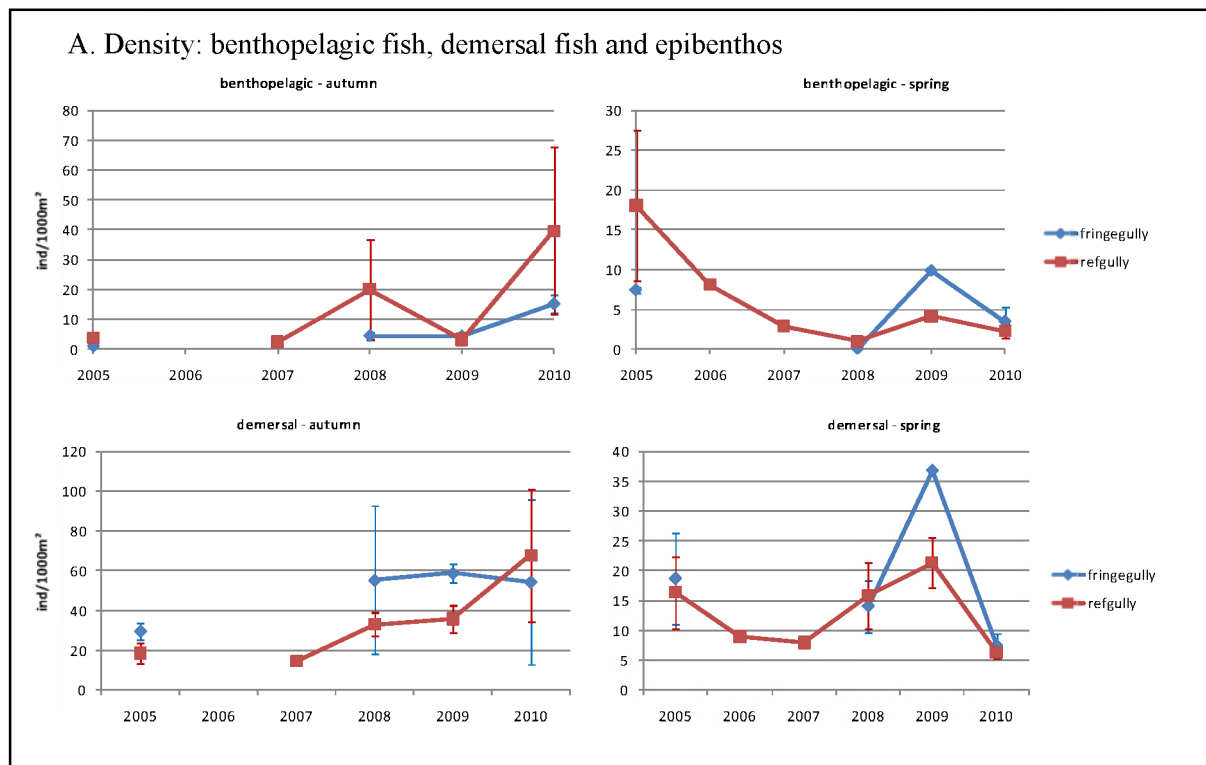 A. Density: benthopelagic fish, demersal fish and epibenthos
benthopelagic - autumn
80
70
60
50
40
30
20
10
0
ind/1000m²
2005 2006 2007 2008 2009 2010
benthopelagic - spring
30
25
20
15
10
5
0
2005 2006 2007 2008 2009 2010
fringegully
refgully
demersal - autumn
120
100
80
60
40
20
0
ind/1000m²
2005 2006 2007 2008 2009 2010
demersal - spring
40
35
30
25
20
15
10
5
0
2005 2006 2007 2008 2009 2010
fringegully
refgully